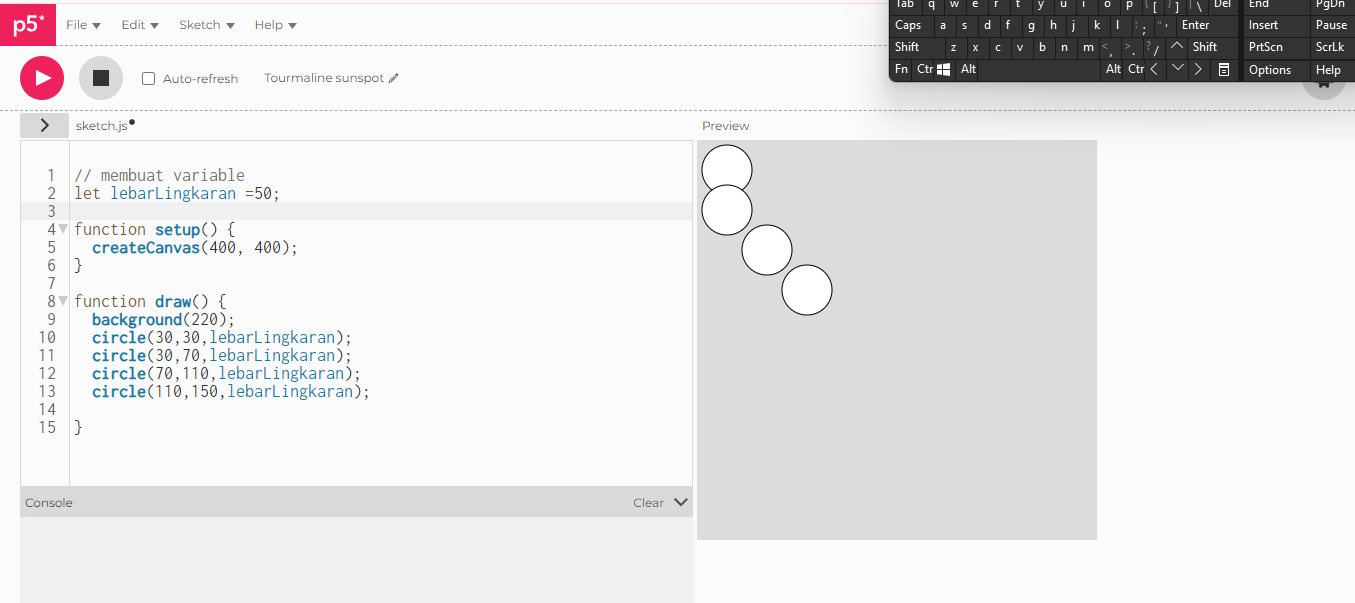 Tab q w e r t y u i o p { [ } ] | \ Del End PgDn
p5* File Edit Sketch Help
Caps a s d f g h j k l : ; " ' Enter Insert Pause
Shift z x c v b n m < , > . ? / Shift PrtScn ScrLk
Fn Ctr Alt Alt Ctr Options Help
Auto-refresh Tourmaline sunspot
sketch.js
Preview
1 // membuat variable
2 let lebarLingkaran =50;
3
4 function setup() {
5 createCanvas(400, 400);
6 }
7
8 function draw() {
9 background(220);
10 circle(30,30,lebarLingkaran);
11 circle(30,70,lebarLingkaran);
12 circle(70,110,lebarLingkaran);
13 circle(110,150,lebarLingkaran);
14
15 }
Console Clear